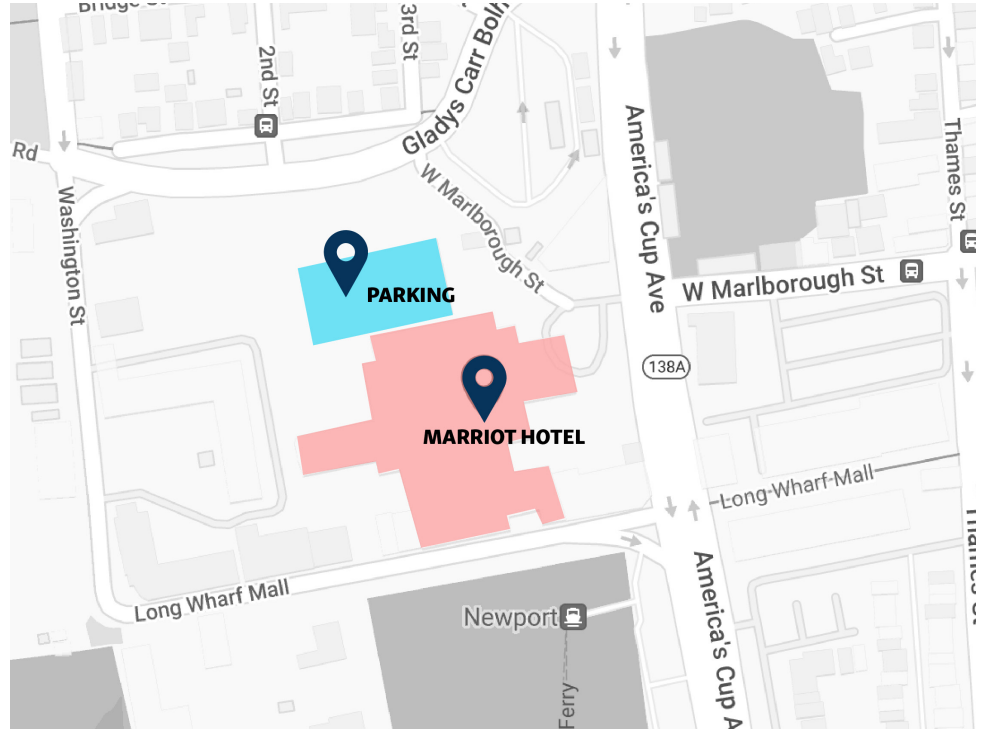 3rd St
2nd St
Gladys Carr Bolh
Rd
America's Cup Ave
Thames St
W Marlborough St
Washington St
W Marlborough St
PARKING
138A
MARRIOT HOTEL
Long Wharf Mall
Long Wharf Mall
America's Cup A
Newport
Ferry